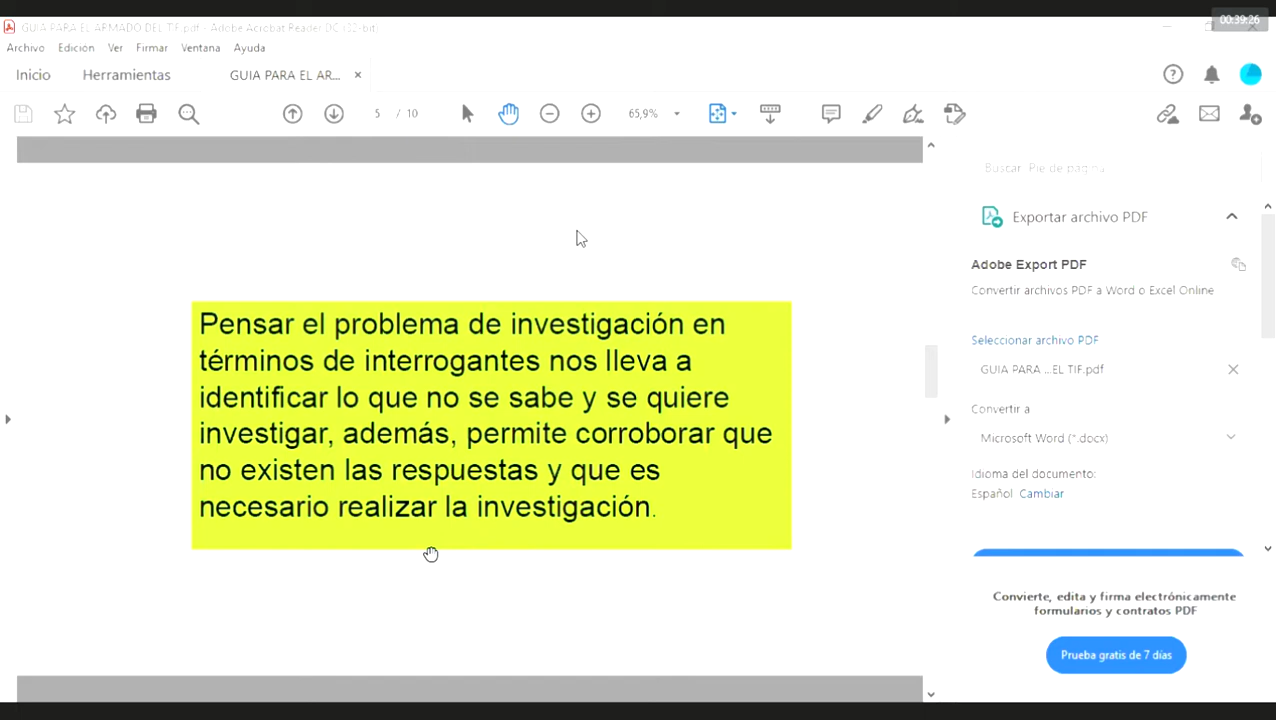 GUIA PARA EL ARMADO DEL TIF.pdf - Adobe Acrobat Reader DC (32-bit)
00:39:26
Archivo Edición Ver Firmar Ventana Ayuda
Inicio Herramientas GUIA PARA EL AR... ×
5 / 10 65,9%
Buscar 'Pie de página'
Exportar archivo PDF
Adobe Export PDF
Convertir archivos PDF a Word o Excel Online
Seleccionar archivo PDF
GUIA PARA ...EL TIF.pdf
Convertir a
Microsoft Word (*.docx)
Idioma del documento:
Español Cambiar
Pensar el problema de investigación en
términos de interrogantes nos lleva a
identificar lo que no se sabe y se quiere
investigar, además, permite corroborar que
no existen las respuestas y que es
necesario realizar la investigación.
Convierte, edita y firma electrónicamente
formularios y contratos PDF
Prueba gratis de 7 días